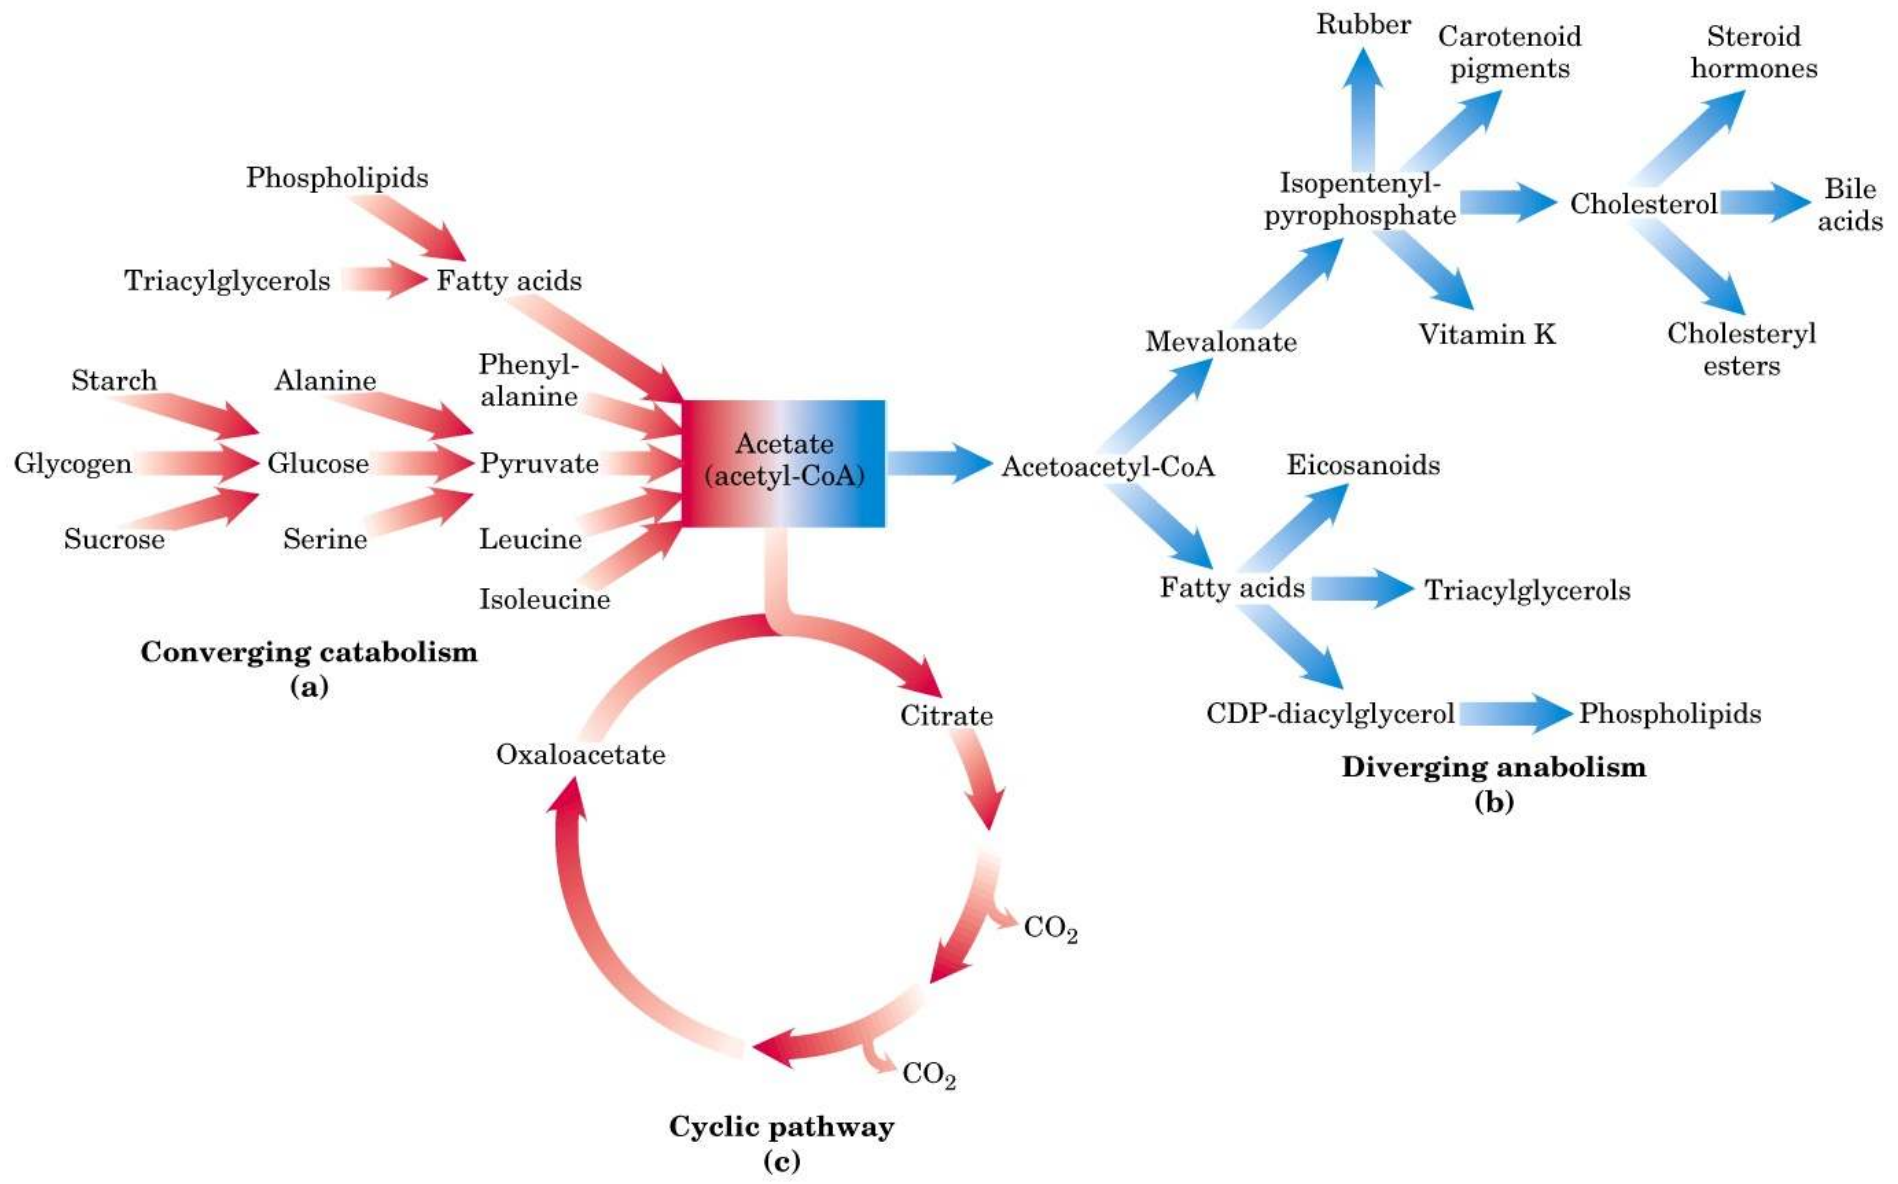 Rubber
Carotenoid
pigments
Steroid
hormones
Phospholipids
Isopentenyl-
pyrophosphate
Cholesterol
Bile
acids
Triacylglycerols
Fatty acids
Mevalonate
Vitamin K
Cholesteryl
esters
Starch
Alanine
Phenyl-
alanine
Glycogen
Glucose
Pyruvate
Acetate
(acetyl-CoA)
Acetoacetyl-CoA
Eicosanoids
Sucrose
Serine
Leucine
Isoleucine
Fatty acids
Triacylglycerols
Converging catabolism
(a)
CDP-diacylglycerol
Phospholipids
Diverging anabolism
(b)
Citrate
Oxaloacetate
CO2
CO2
Cyclic pathway
(c)